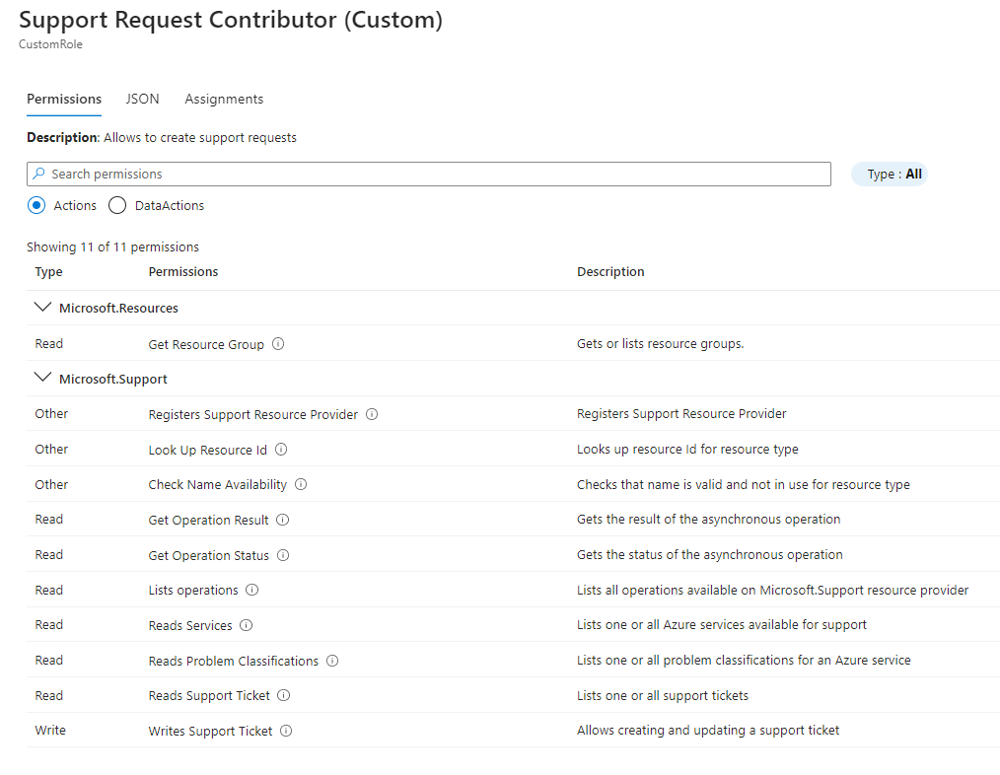 Support Request Contributor (Custom)
CustomRole
Permissions JSON Assignments
Description: Allows to create support requests
Search permissions Type : All
Actions DataActions
Showing 11 of 11 permissions
Type Permissions Description
Microsoft.Resources
Read Get Resource Group Gets or lists resource groups.
Microsoft.Support
Other Registers Support Resource Provider Registers Support Resource Provider
Other Look Up Resource Id Looks up resource Id for resource type
Other Check Name Availability Checks that name is valid and not in use for resource type
Read Get Operation Result Gets the result of the asynchronous operation
Read Get Operation Status Gets the status of the asynchronous operation
Read Lists operations Lists all operations available on Microsoft.Support resource provider
Read Reads Services Lists one or all Azure services available for support
Read Reads Problem Classifications Lists one or all problem classifications for an Azure service
Read Reads Support Ticket Lists one or all support tickets
Write Writes Support Ticket Allows creating and updating a support ticket